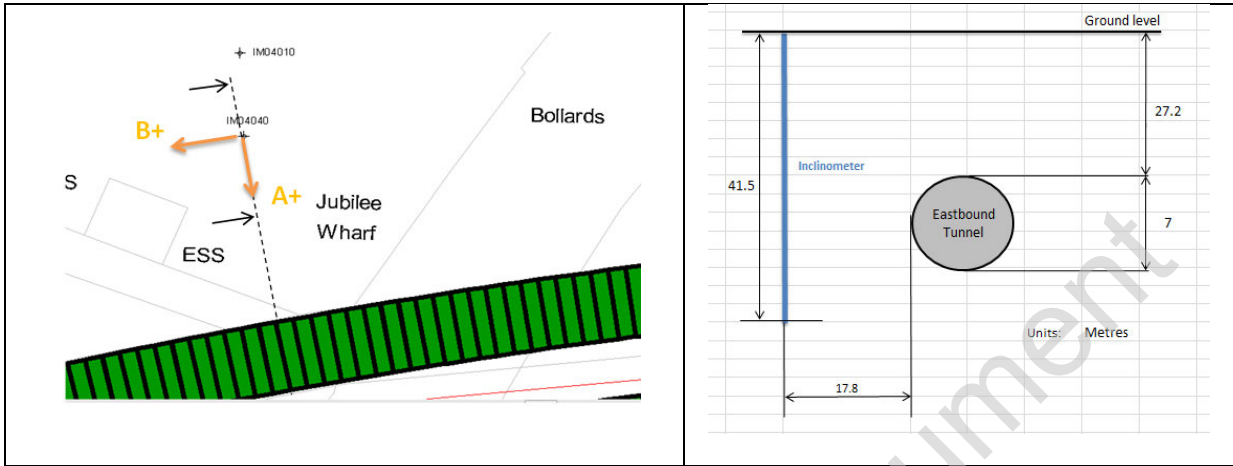 IM04010
B+
IM04040
A+
S
ESS
Jubilee
Wharf
Bollards
Ground level
27.2
Inclinometer
41.5
Eastbound
Tunnel
7
Units: Metres
17.8